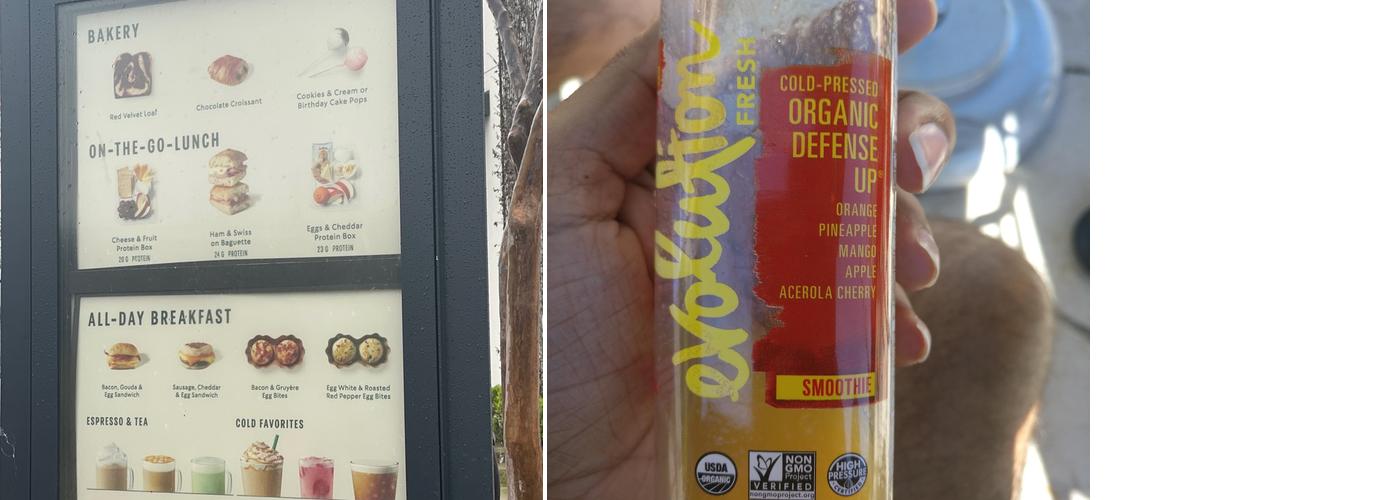 BAKERY
Red Velvet Loaf
Chocolate Croissant
Cookies & Cream or
Birthday Cake Pops
ON-THE-GO-LUNCH
Cheese & Fruit
Protein Box
20 G PROTEIN
Ham & Swiss
on Baguette
24 G PROTEIN
Eggs & Cheddar
Protein Box
23 G PROTEIN
ALL-DAY BREAKFAST
Bacon, Gouda &
Egg Sandwich
Sausage, Cheddar
& Egg Sandwich
Bacon & Gruyère
Egg Bites
Egg White & Roasted
Red Pepper Egg Bites
ESPRESSO & TEA
COLD FAVORITES
evolution
FRESH
COLD-PRESSED
ORGANIC
DEFENSE
UP®
ORANGE
PINEAPPLE
MANGO
APPLE
ACEROLA CHERRY
SMOOTHIE
USDA
ORGANIC
NON
GMO
Project
VERIFIED
nongmoproject.org
HIGH
PRESSURE
CERTIFIED